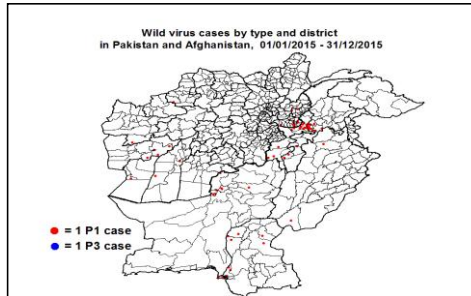 Wild virus cases by type and district
in Pakistan and Afghanistan, 01/01/2015 - 31/12/2015
= 1 P1 case
= 1 P3 case